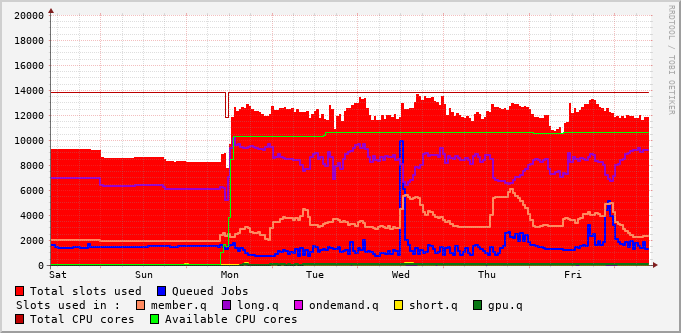 RRDTOOL / TOBI OETIKER
20000
18000
16000
14000
12000
10000
8000
6000
4000
2000
0
Sat Sun Mon Tue Wed Thu Fri
Total slots used Queued Jobs
Slots used in : member.q long.q ondemand.q short.q gpu.q
Total CPU cores Available CPU cores